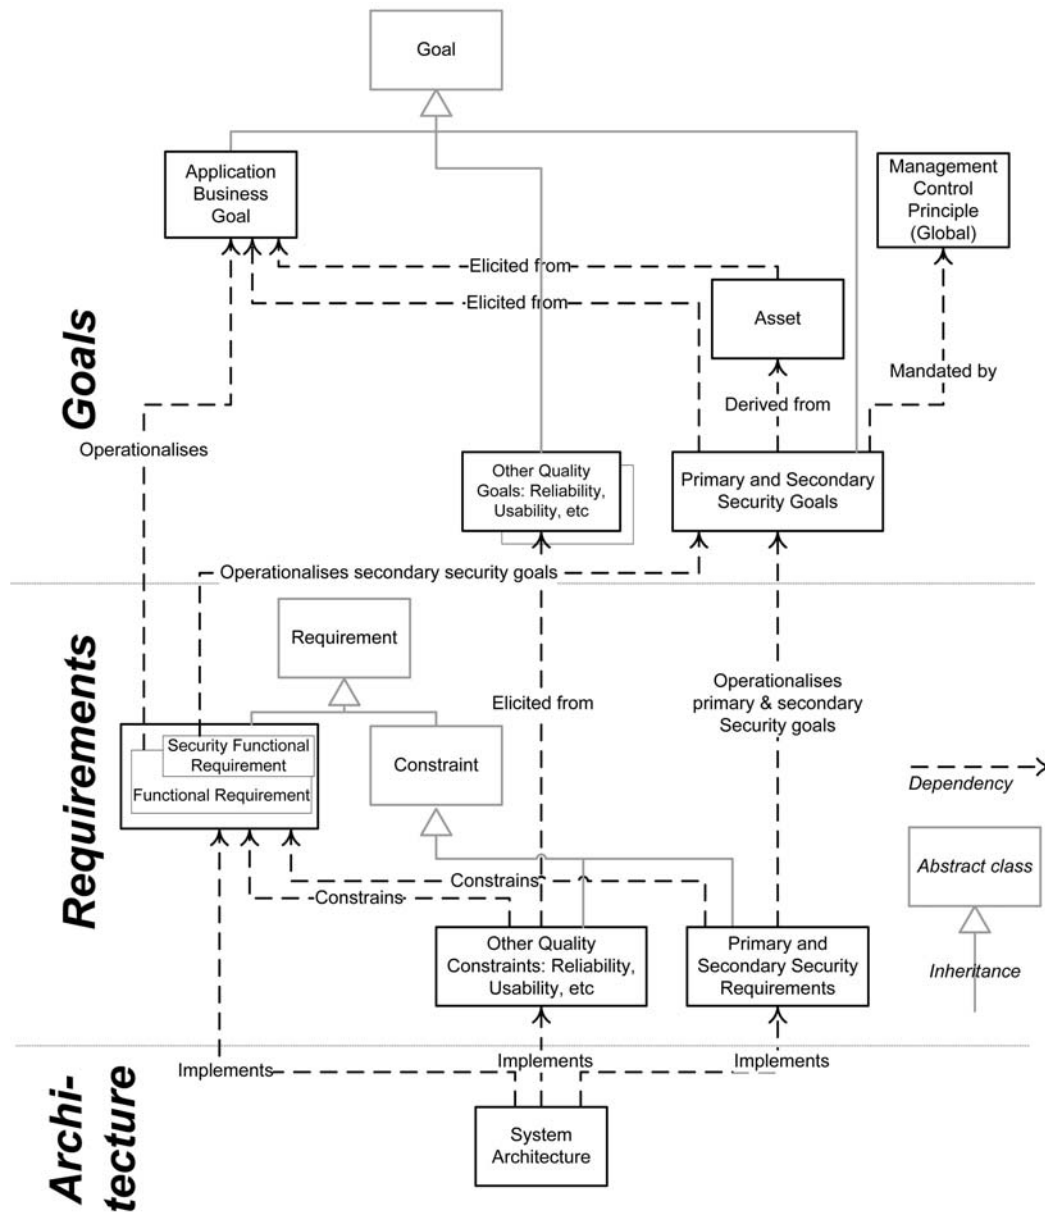 Goal
Application
Business
Goal
Management
Control
Principle
(Global)
Elicited from
Elicited from
Asset
Goals
Mandated by
Derived from
Operationalises
Other Quality
Goals: Reliability,
Usability, etc
Primary and Secondary
Security Goals
Operationalises secondary security goals
Requirements
Requirement
Operationalises
primary & secondary
Security goals
Elicited from
Security Functional
Requirement
Functional Requirement
Constraint
Dependency
Abstract class
Constrains
Constrains
Other Quality
Constraints: Reliability,
Usability, etc
Primary and
Secondary Security
Requirements
Inheritance
Archi-
tecture
Implements
Implements
Implements
System
Architecture